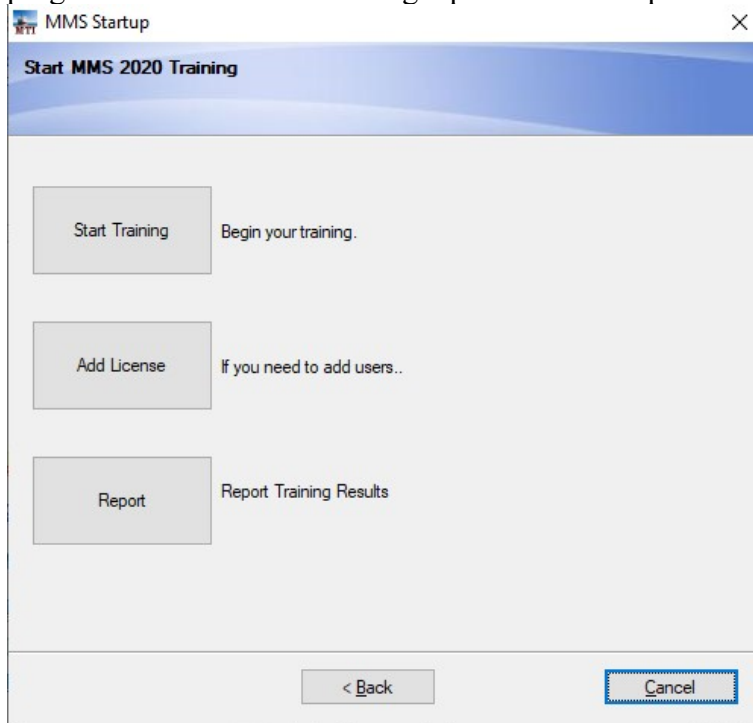 MTI MMS Startup
Start MMS 2020 Training
Start Training Begin your training.
Add License If you need to add users..
Report Report Training Results
< Back Cancel